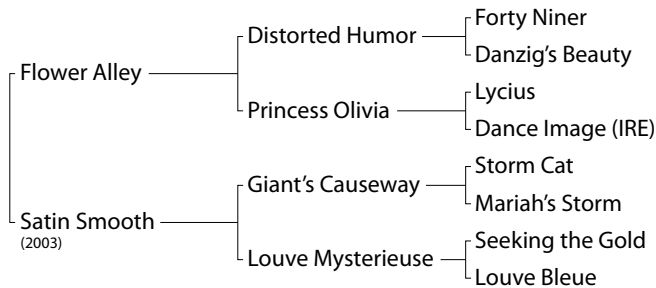 Forty Niner
Distorted Humor
Danzig's Beauty
Flower Alley
Lycius
Princess Olivia
Dance Image (IRE)
Storm Cat
Giant's Causeway
Mariah's Storm
Satin Smooth
(2003)
Seeking the Gold
Louve Mysterieuse
Louve Bleue